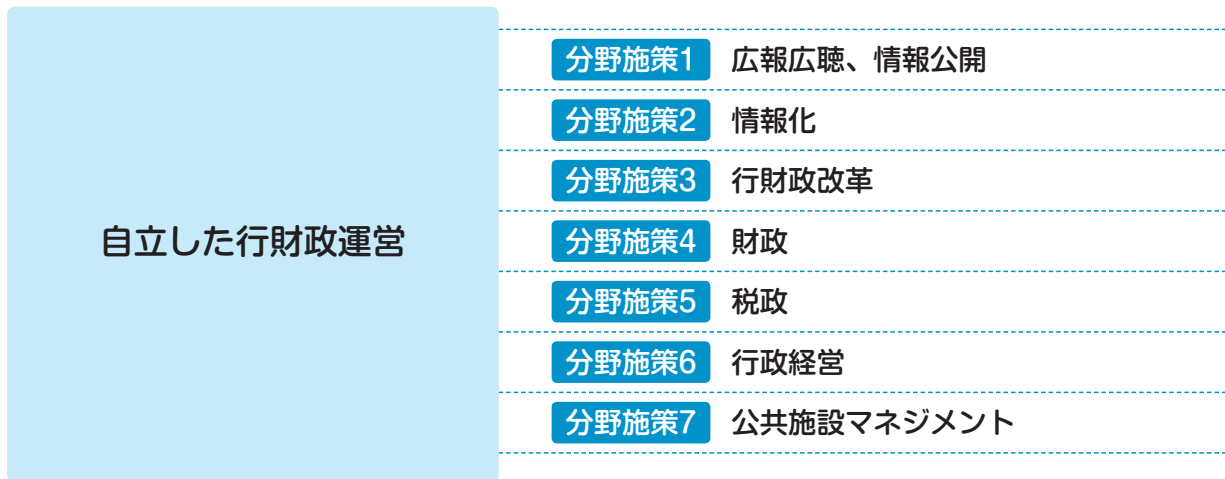 自立した行財政運営
分野施策1 広報広聴、情報公開
分野施策2 情報化
分野施策3 行財政改革
分野施策4 財政
分野施策5 税政
分野施策6 行政経営
分野施策7 公共施設マネジメント